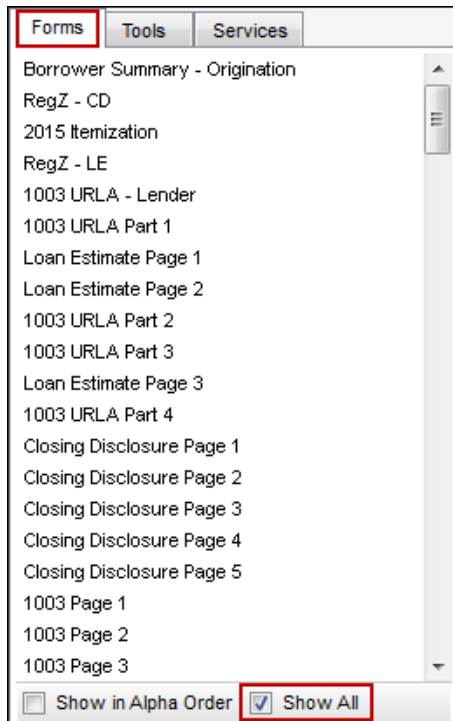 Forms Tools Services
Borrower Summary - Origination
RegZ - CD
2015 Itemization
RegZ - LE
1003 URLA - Lender
1003 URLA Part 1
Loan Estimate Page 1
Loan Estimate Page 2
1003 URLA Part 2
1003 URLA Part 3
Loan Estimate Page 3
1003 URLA Part 4
Closing Disclosure Page 1
Closing Disclosure Page 2
Closing Disclosure Page 3
Closing Disclosure Page 4
Closing Disclosure Page 5
1003 Page 1
1003 Page 2
1003 Page 3
Show in Alpha Order Show All